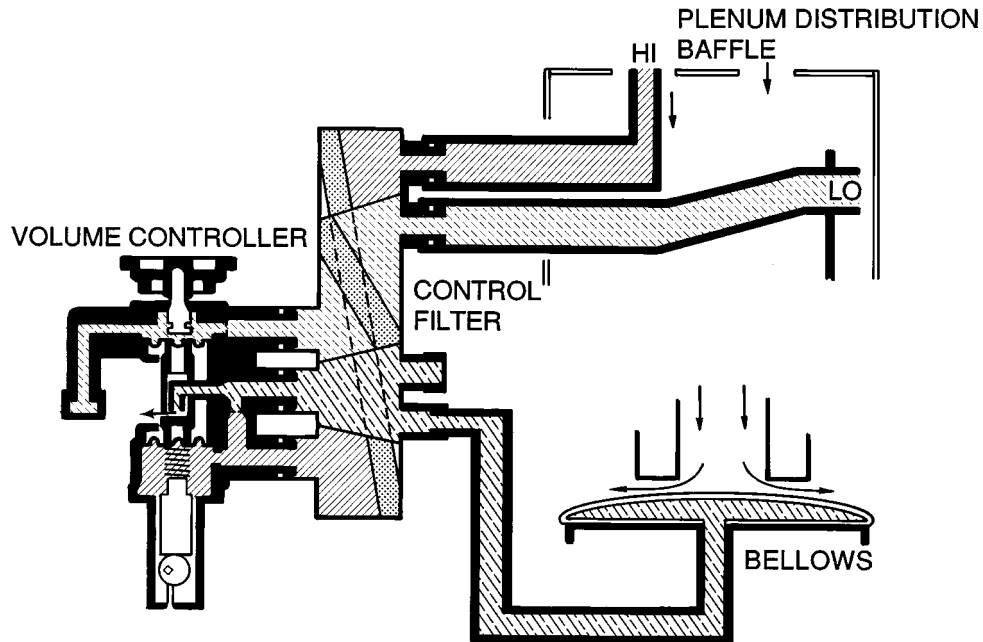 PLENUM DISTRIBUTION
BAFFLE
HI
LO
VOLUME CONTROLLER
CONTROL
FILTER
BELLOWS